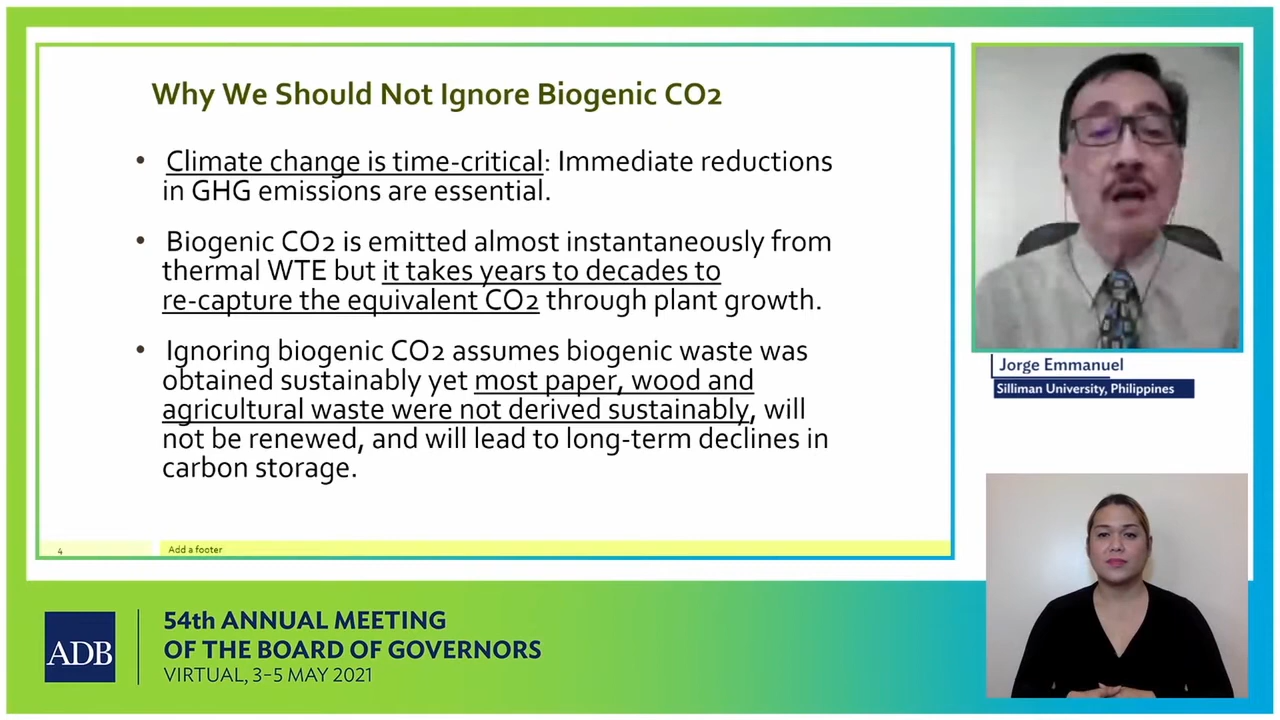 Why We Should Not Ignore Biogenic CO2
• Climate change is time-critical: Immediate reductions
in GHG emissions are essential.
• Biogenic CO2 is emitted almost instantaneously from
thermal WTE but it takes years to decades to
re-capture the equivalent CO2 through plant growth.
• Ignoring biogenic CO2 assumes biogenic waste was
obtained sustainably yet most paper, wood and
agricultural waste were not derived sustainably, will
not be renewed, and will lead to long-term declines in
carbon storage.
4
Add a footer
Jorge Emmanuel
Silliman University, Philippines
ADB
54th ANNUAL MEETING
OF THE BOARD OF GOVERNORS
VIRTUAL, 3–5 MAY 2021